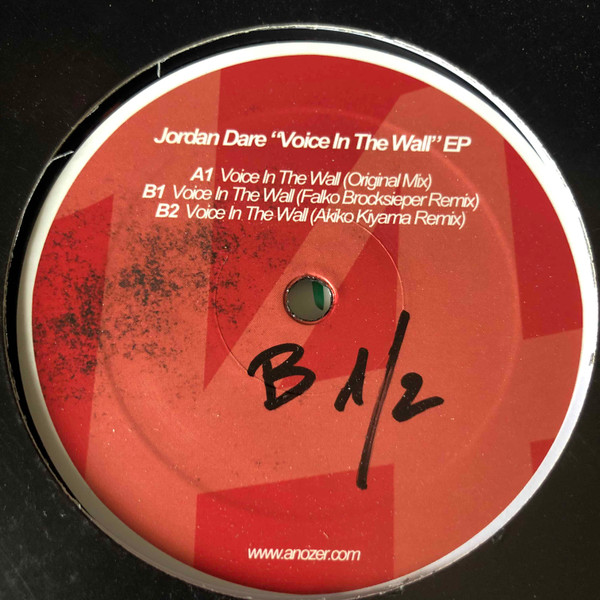 Jordan Dare “Voice In The Wall” EP
A1 Voice In The Wall (Original Mix)
B1 Voice In The Wall (Falko Brocksieper Remix)
B2 Voice In The Wall (Akiko Kiyama Remix)
B 1/2
www.anozer.com